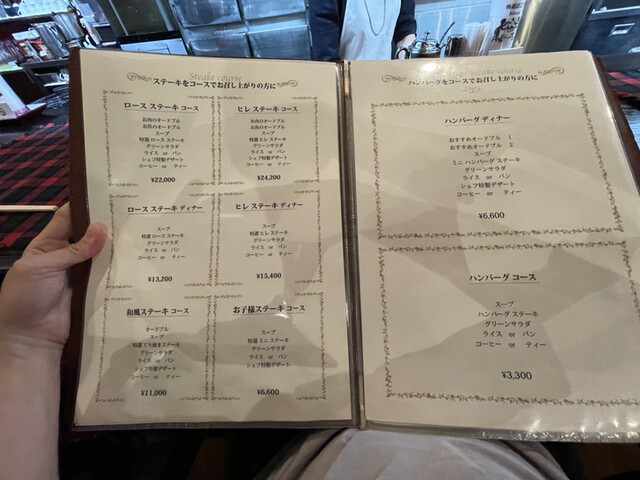 Steake course
ステーキをコースでお召し上がりの方に
ロース ステーキ コース
お肉のオードブル
お魚のオードブル
スープ
特選 ロース ステーキ
グリーンサラダ
ライス or パン
シェフ特製デザート
コーヒー or ティー
¥22,000
ヒレ ステーキ コース
お肉のオードブル
お魚のオードブル
スープ
特選 ヒレ ステーキ
グリーンサラダ
ライス or パン
シェフ特製デザート
コーヒー or ティー
¥24,200
ロース ステーキ ディナー
スープ
特選 ロース ステーキ
グリーンサラダ
ライス or パン
コーヒー or ティー
¥13,200
ヒレ ステーキ ディナー
スープ
特選 ヒレ ステーキ
グリーンサラダ
ライス or パン
コーヒー or ティー
¥15,400
和風ステーキ コース
オードブル
スープ
特選 てり焼きステーキ
グリーンサラダ
ライス or パン
シェフ特製デザート
コーヒー or ティー
¥11,000
お子様ステーキ コース
スープ
特選 ミニ ステーキ
グリーンサラダ
ライス or パン
シェフ特製デザート
¥6,600
ハンバーグをコースでお召し上がりの方に
ハンバーグ ディナー
おすすめオードブル 1
おすすめオードブル 2
スープ
ミニ ハンバーグ ステーキ
グリーンサラダ
ライス or パン
シェフ特製デザート
コーヒー or ティー
¥6,600
ハンバーグ コース
スープ
ハンバーグ ステーキ
グリーンサラダ
ライス or パン
コーヒー or ティー
¥3,300